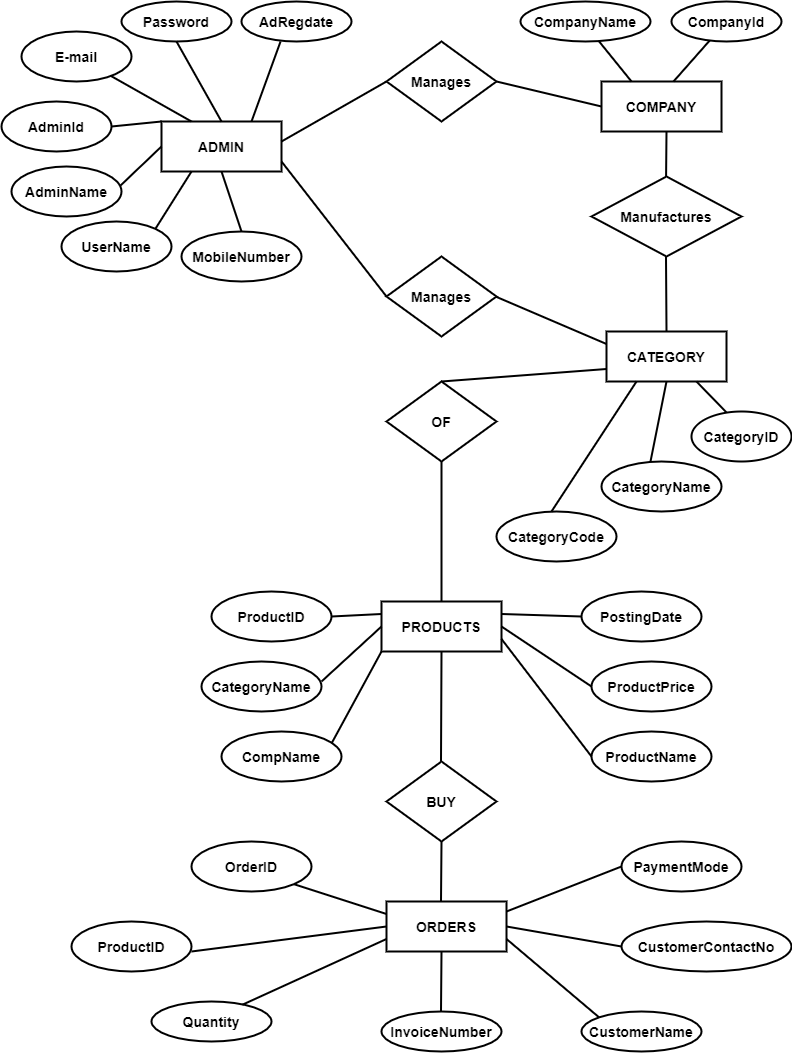 Password
AdRegdate
CompanyName
CompanyId
E-mail
Manages
COMPANY
AdminId
ADMIN
AdminName
Manufactures
UserName
MobileNumber
Manages
CATEGORY
OF
CategoryID
CategoryName
CategoryCode
ProductID
PRODUCTS
PostingDate
CategoryName
ProductPrice
CompName
ProductName
BUY
OrderID
PaymentMode
ORDERS
ProductID
CustomerContactNo
Quantity
InvoiceNumber
CustomerName